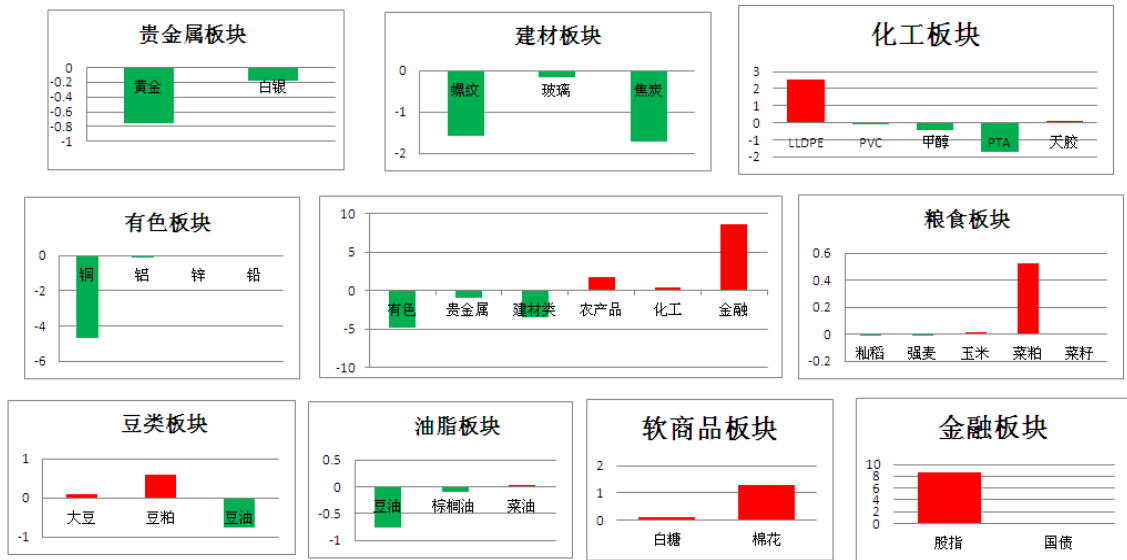 贵金属板块
0
-0.2
-0.4
-0.6
-0.8
-1
黄金 白银
建材板块
0
-1
-2
螺纹 玻璃 焦炭
化工板块
3
2
1
0
-1
-2
LLDPE PVC 甲醇 PTA 天胶
有色板块
0
-2
-4
-6
铜 铝 锌 铅
10
5
0
-5
-10
有色 贵金属 建材类 农产品 化工 金融
粮食板块
0.6
0.4
0.2
0
-0.2
籼稻 强麦 玉米 菜粕 菜籽
豆类板块
1
0
-1
大豆 豆粕 豆油
油脂板块
0.5
0
-0.5
-1
豆油 棕榈油 菜油
软商品板块
2
1
0
白糖 棉花
金融板块
10
8
6
4
2
0
股指 国债